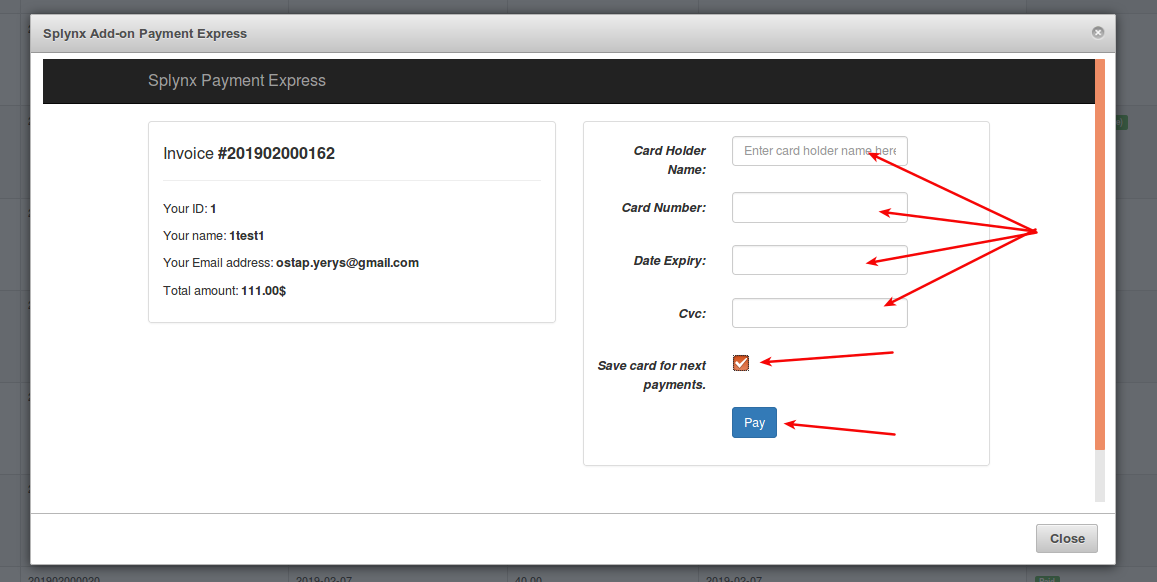 Splynx Add-on Payment Express
Splynx Payment Express
Invoice #201902000162
Your ID: 1
Your name: 1test1
Your Email address: ostap.yerys@gmail.com
Total amount: 111.00$
Card Holder
Name:
Enter card holder name here
Card Number:
Date Expiry:
Cvc:
Save card for next
payments.
Pay
Close
201902000020 2019-02-07 40.00 2019-02-07 Paid